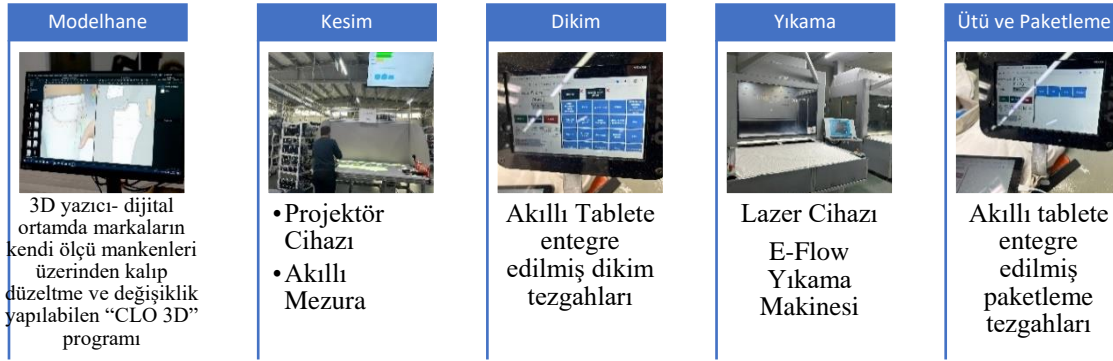 Modelhane
3D yazıcı- dijital
ortamda markaların
kendi ölçü mankenleri
üzerinden kalıp
düzeltme ve değişiklik
yapılabilen “CLO 3D”
programı
Kesim
•Projektör
Cihazı
•Akıllı
Mezura
Dikim
Akıllı Tablete
entegre
edilmiş dikim
tezgahları
Yıkama
Lazer Cihazı
E-Flow
Yıkama
Makinesi
Ütü ve Paketleme
Akıllı tablete
entegre
edilmiş
paketleme
tezgahları